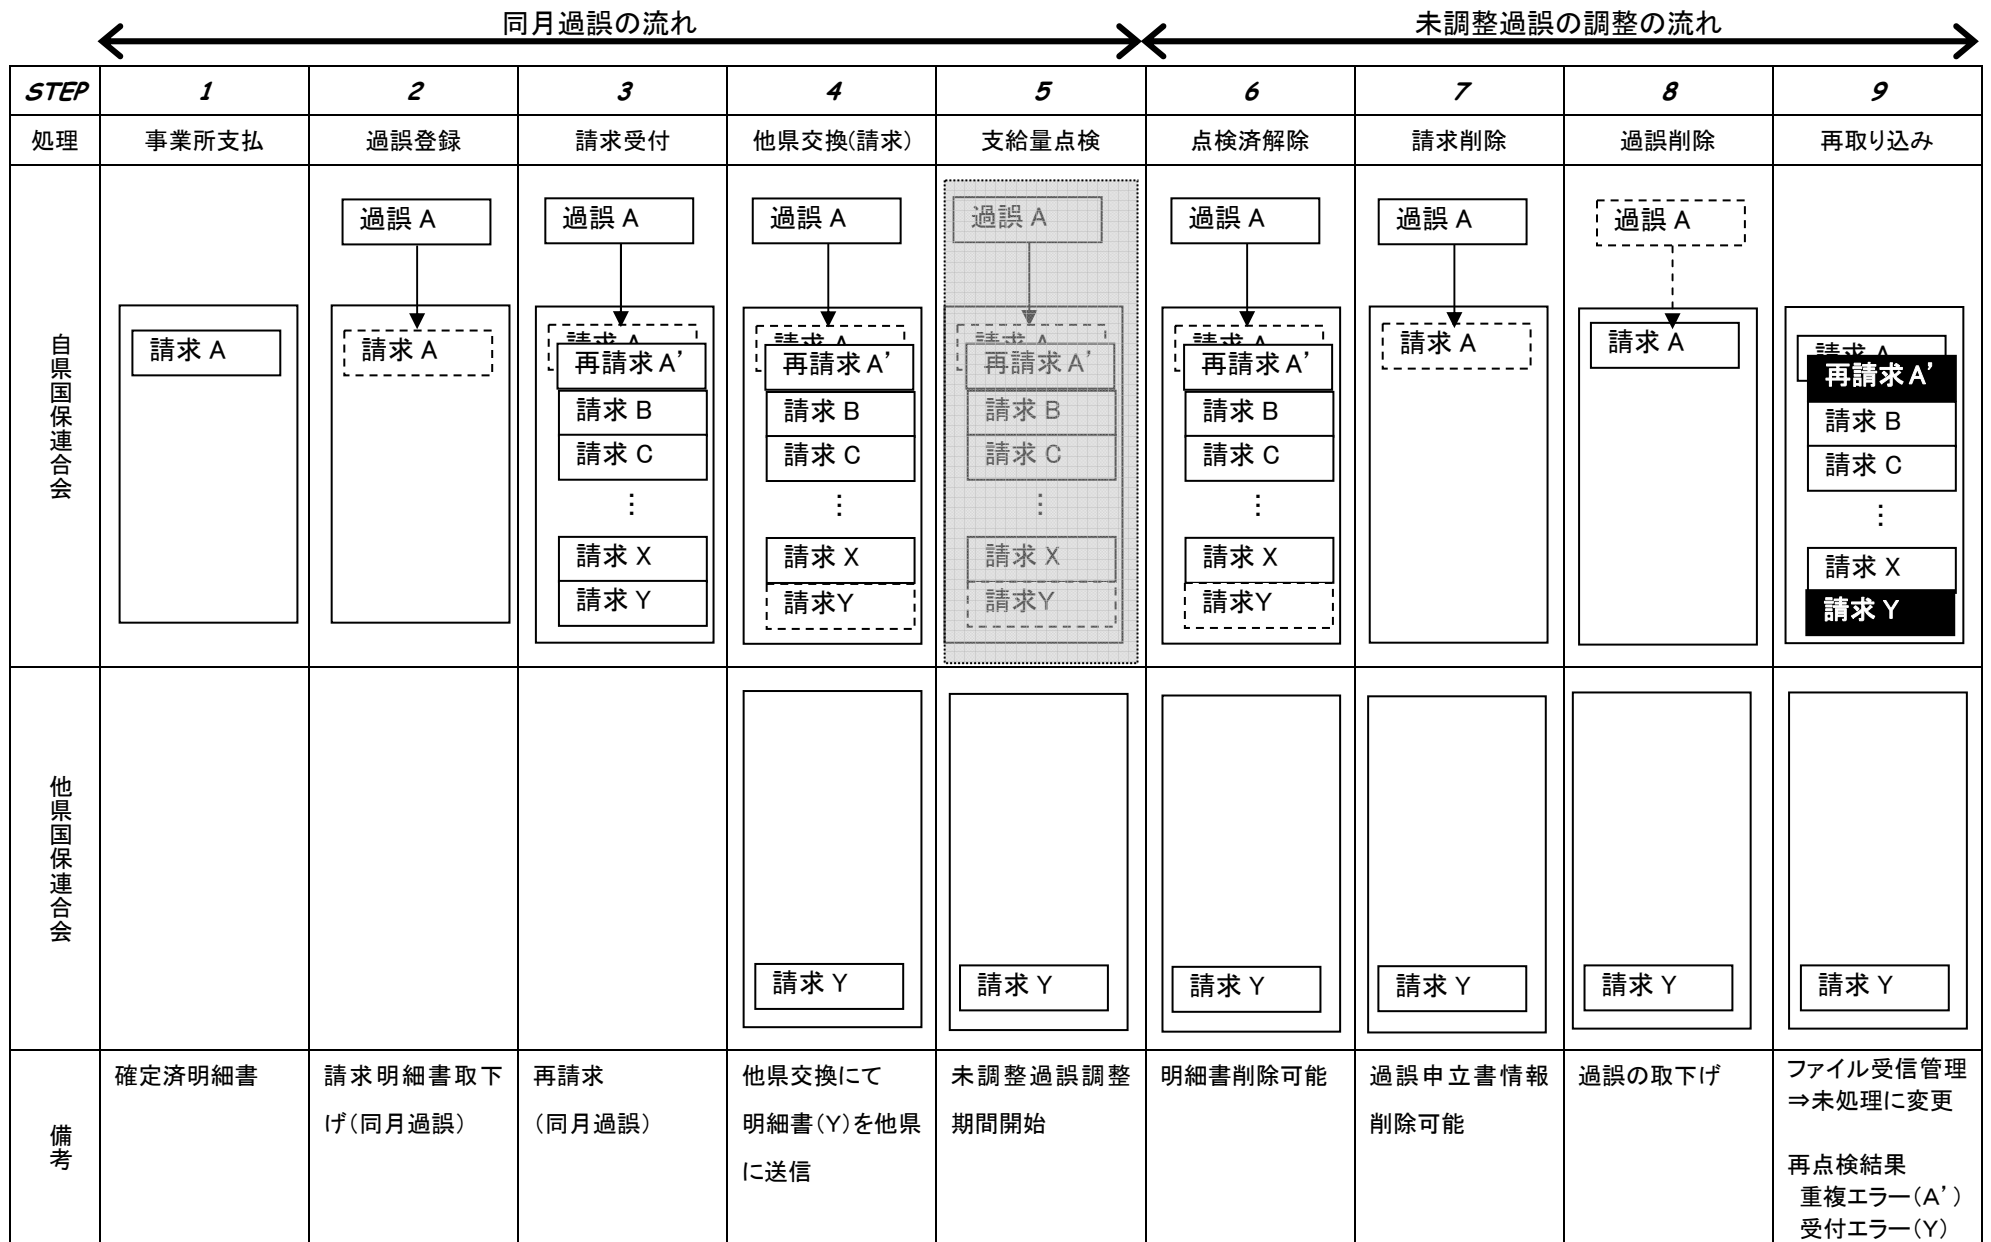 同月過誤の流れ
未調整過誤の調整の流れ
STEP 1 2 3 4 5 6 7 8 9
処理 事業所支払 過誤登録 請求受付 他県交換(請求) 支給量点検 点検済解除 請求削除 過誤削除 再取り込み
自県国保連合会
請求 A
過誤 A
請求 A
過誤 A
請求 A
再請求 A’
請求 B
請求 C
⋮
請求 X
請求 Y
過誤 A
請求 A
再請求 A’
請求 B
請求 C
⋮
請求 X
請求Y
過誤 A
請求 A
再請求 A’
請求 B
請求 C
⋮
請求 X
請求Y
過誤 A
請求 A
再請求 A’
請求 B
請求 C
⋮
請求 X
請求Y
過誤 A
請求 A
過誤 A
請求 A
請求 A
再請求 A’
請求 B
請求 C
⋮
請求 X
請求 Y
他県国保連合会
請求 Y
請求 Y
請求 Y
請求 Y
請求 Y
請求 Y
備考
確定済明細書
請求明細書取下
げ(同月過誤)
再請求
(同月過誤)
他県交換にて
明細書(Y)を他県
に送信
未調整過誤調整
期間開始
明細書削除可能
過誤申立書情報
削除可能
過誤の取下げ
ファイル受信管理
⇒未処理に変更
再点検結果
重複エラー(A’)
受付エラー(Y)